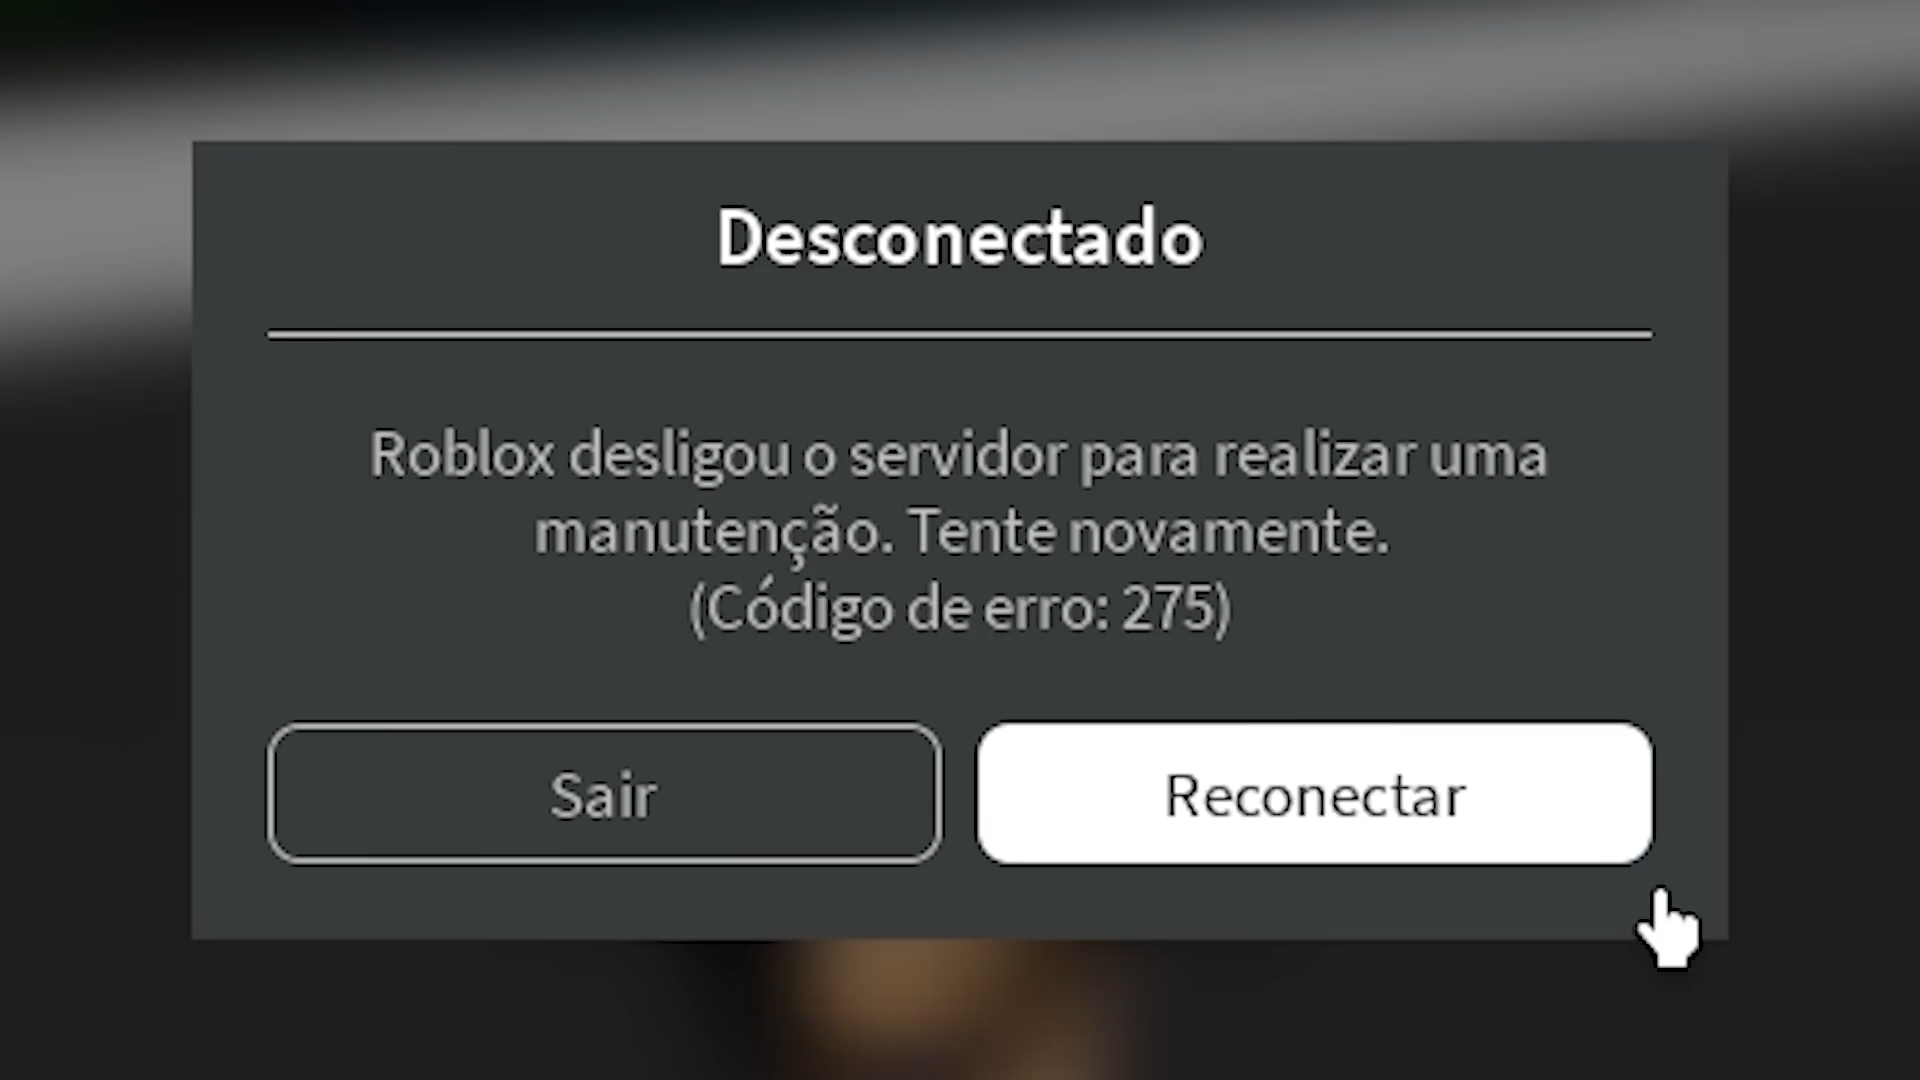 Desconectado
Roblox desligou o servidor para realizar uma
manutenção. Tente novamente.
(Código de erro: 275)
Sair
Reconectar